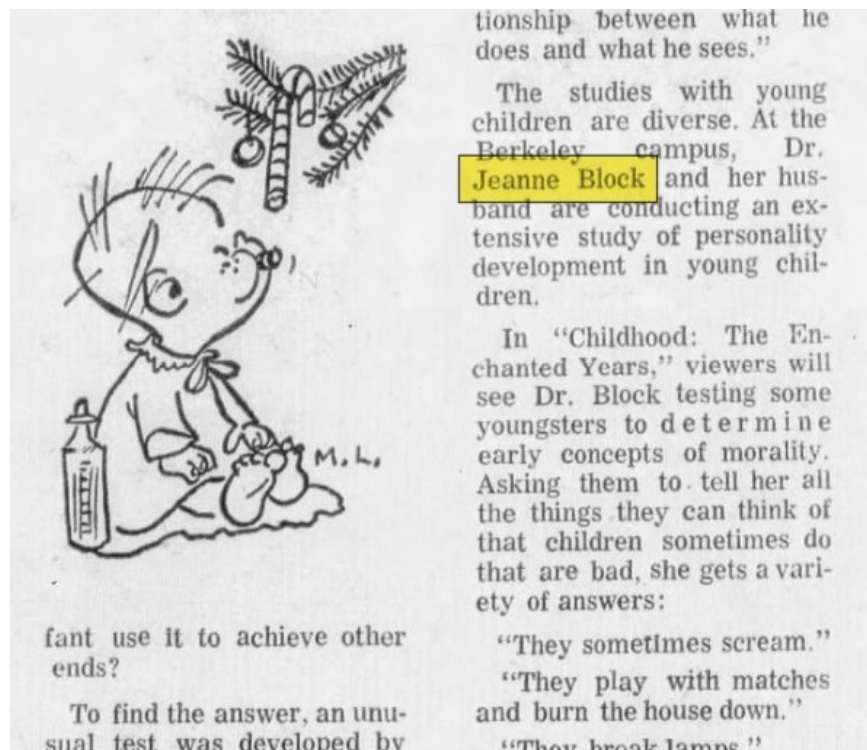 M.L.
fant use it to achieve other
ends?
To find the answer, an unu-
sual test was developed by
tionship between what he
does and what he sees.”
The studies with young
children are diverse. At the
Berkeley campus, Dr.
Jeanne Block and her hus-
band are conducting an ex-
tensive study of personality
development in young chil-
dren.
In “Childhood: The En-
chanted Years,” viewers will
see Dr. Block testing some
youngsters to determine
early concepts of morality.
Asking them to tell her all
the things they can think of
that children sometimes do
that are bad, she gets a vari-
ety of answers:
“They sometimes scream.”
“They play with matches
and burn the house down.”
“They break lamps.”